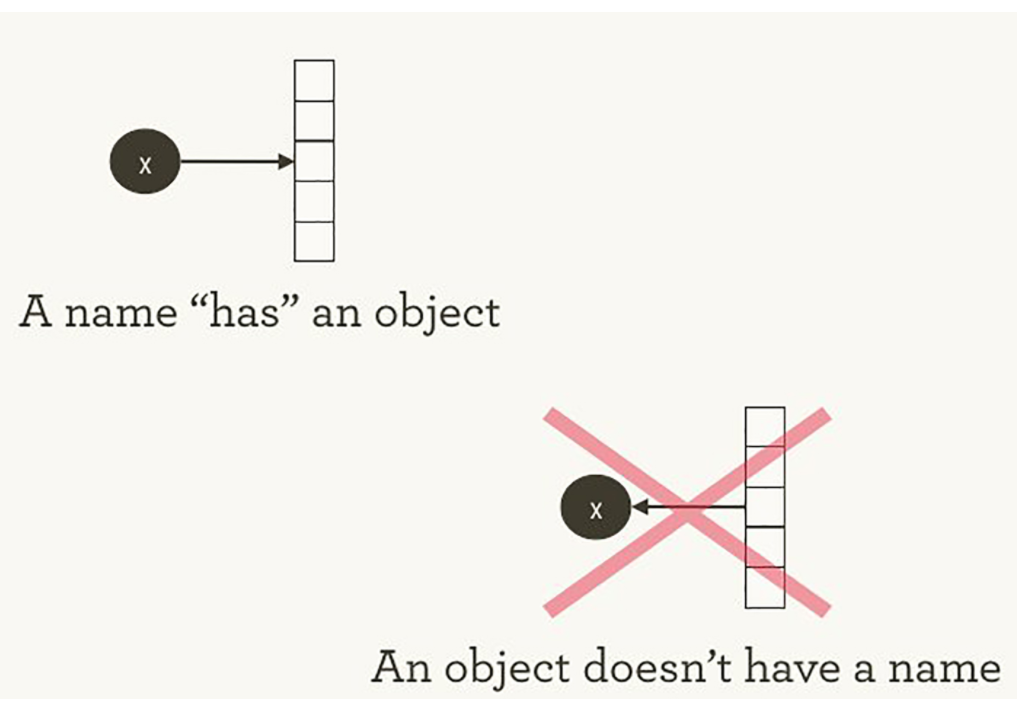 x
A name “has” an object
x
An object doesn’t have a name